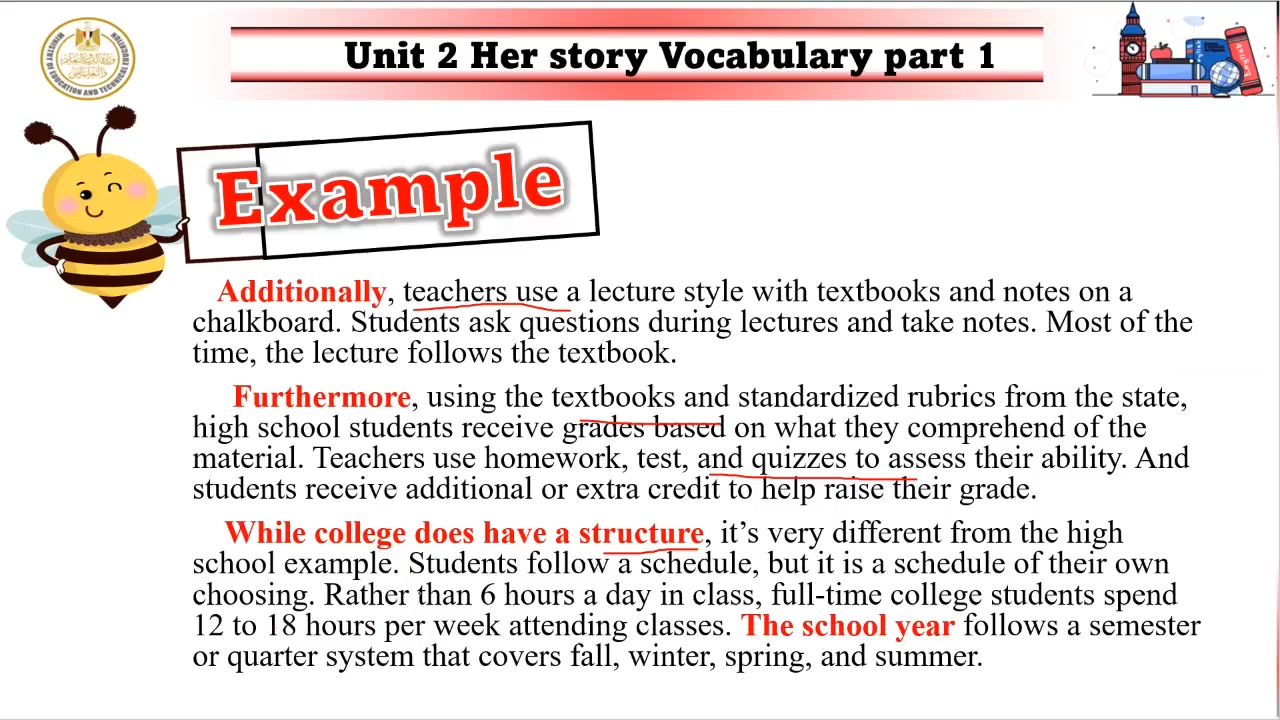 Unit 2 Her story Vocabulary part 1
MINISTRY OF EDUCATION AND TECHNICAL EDUCATION
Example
Additionally, teachers use a lecture style with textbooks and notes on a
chalkboard. Students ask questions during lectures and take notes. Most of the
time, the lecture follows the textbook.
Furthermore, using the textbooks and standardized rubrics from the state,
high school students receive grades based on what they comprehend of the
material. Teachers use homework, test, and quizzes to assess their ability. And
students receive additional or extra credit to help raise their grade.
While college does have a structure, it’s very different from the high
school example. Students follow a schedule, but it is a schedule of their own
choosing. Rather than 6 hours a day in class, full-time college students spend
12 to 18 hours per week attending classes. The school year follows a semester
or quarter system that covers fall, winter, spring, and summer.